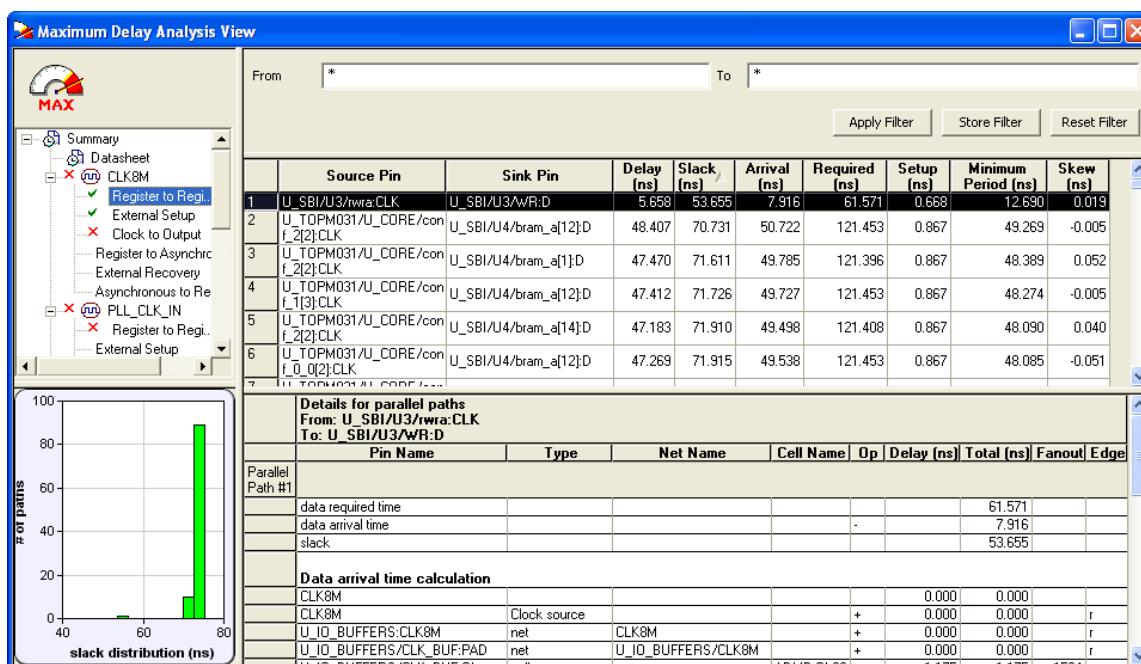 Maximum Delay Analysis View
MAX
From * To *
Apply Filter Store Filter Reset Filter
Summary
Datasheet
CLK8M
Register to Regi..
External Setup
Clock to Output
Register to Asynchro
External Recovery
Asynchronous to Re
PLL_CLK_IN
Register to Regi..
External Setup
Source Pin Sink Pin Delay (ns) Slack (ns) Arrival (ns) Required (ns) Setup (ns) Minimum Period (ns) Skew (ns)
1 U_SBI/U3/rwra:CLK U_SBI/U3/WR:D 5.658 53.655 7.916 61.571 0.668 12.690 0.019
2 U_TOPM031/U_CORE/conf_2[2]:CLK U_SBI/U4/bram_a[12]:D 48.407 70.731 50.722 121.453 0.867 49.269 -0.005
3 U_TOPM031/U_CORE/conf_2[2]:CLK U_SBI/U4/bram_a[1]:D 47.470 71.611 49.785 121.396 0.867 48.389 0.052
4 U_TOPM031/U_CORE/conf_1[3]:CLK U_SBI/U4/bram_a[12]:D 47.412 71.726 49.727 121.453 0.867 48.274 -0.005
5 U_TOPM031/U_CORE/conf_2[2]:CLK U_SBI/U4/bram_a[14]:D 47.183 71.910 49.498 121.408 0.867 48.090 0.040
6 U_TOPM031/U_CORE/conf_0_0[2]:CLK U_SBI/U4/bram_a[12]:D 47.269 71.915 49.538 121.453 0.867 48.085 -0.051
100
80
60
40
20
0
# of paths
40 60 80
slack distribution (ns)
Details for parallel paths
From: U_SBI/U3/rwra:CLK
To: U_SBI/U3/WR:D
Pin Name Type Net Name Cell Name Op Delay (ns) Total (ns) Fanout Edge
Parallel Path #1
data required time 61.571
data arrival time - 7.916
slack 53.655
Data arrival time calculation
CLK8M 0.000 0.000
CLK8M Clock source + 0.000 0.000 r
U_IO_BUFFERS:CLK8M net CLK8M + 0.000 0.000 r
U_IO_BUFFERS/CLK_BUF:PAD net U_IO_BUFFERS/CLK8M + 0.000 0.000 r